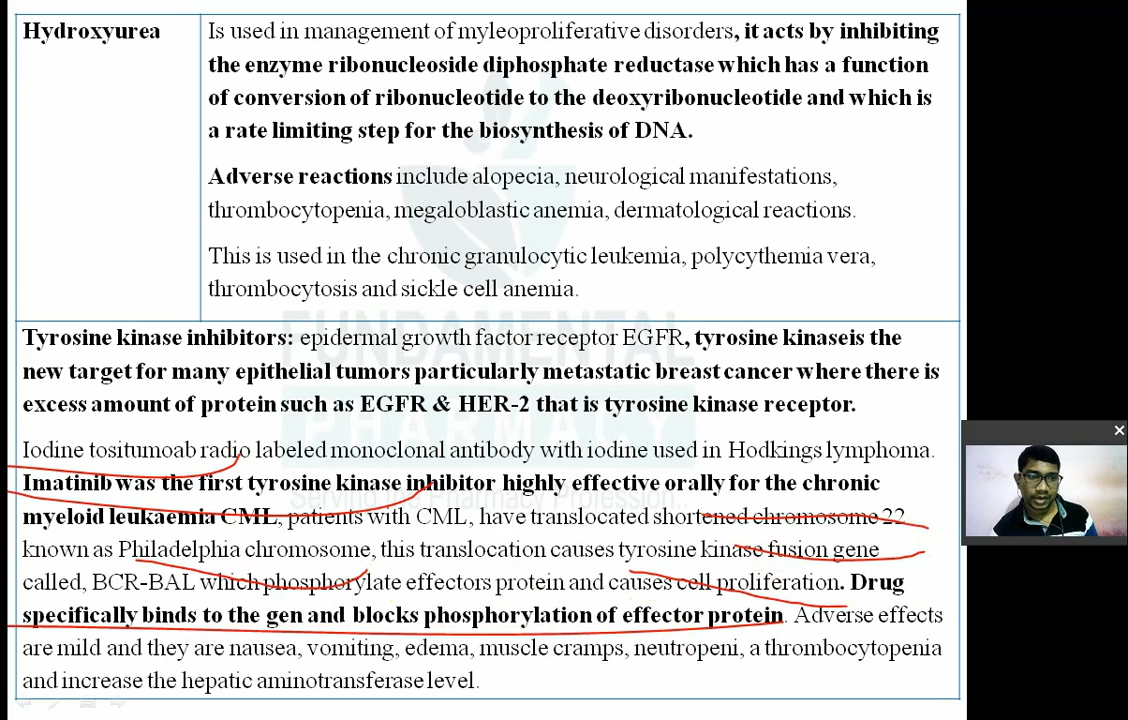 Hydroxyurea
Is used in management of myleoproliferative disorders, it acts by inhibiting
the enzyme ribonucleoside diphosphate reductase which has a function
of conversion of ribonucleotide to the deoxyribonucleotide and which is
a rate limiting step for the biosynthesis of DNA.
Adverse reactions include alopecia, neurological manifestations,
thrombocytopenia, megaloblastic anemia, dermatological reactions.
This is used in the chronic granulocytic leukemia, polycythemia vera,
thrombocytosis and sickle cell anemia.
Tyrosine kinase inhibitors: epidermal growth factor receptor EGFR, tyrosine kinaseis the
new target for many epithelial tumors particularly metastatic breast cancer where there is
excess amount of protein such as EGFR & HER-2 that is tyrosine kinase receptor.
Iodine tositumoab radio labeled monoclonal antibody with iodine used in Hodkings lymphoma.
Imatinib was the first tyrosine kinase inhibitor highly effective orally for the chronic
myeloid leukaemia CML, patients with CML, have translocated shortened chromosome 22
known as Philadelphia chromosome, this translocation causes tyrosine kinase fusion gene
called, BCR-BAL which phosphorylate effectors protein and causes cell proliferation. Drug
specifically binds to the gen and blocks phosphorylation of effector protein. Adverse effects
are mild and they are nausea, vomiting, edema, muscle cramps, neutropeni, a thrombocytopenia
and increase the hepatic aminotransferase level.
FUNDAMENTAL
PHARMACY